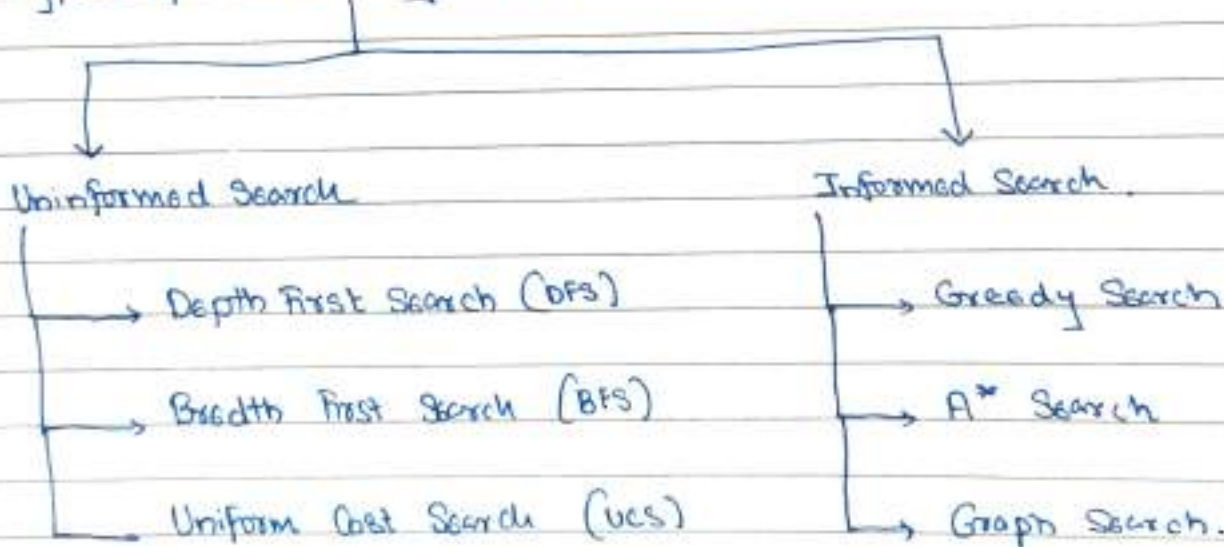 Uninformed Search
Informed Search.
Depth First Search (DFS)
Greedy Search
Breadth First Search (BFS)
A* Search
Uniform Cost Search (UCS)
Graph Search.